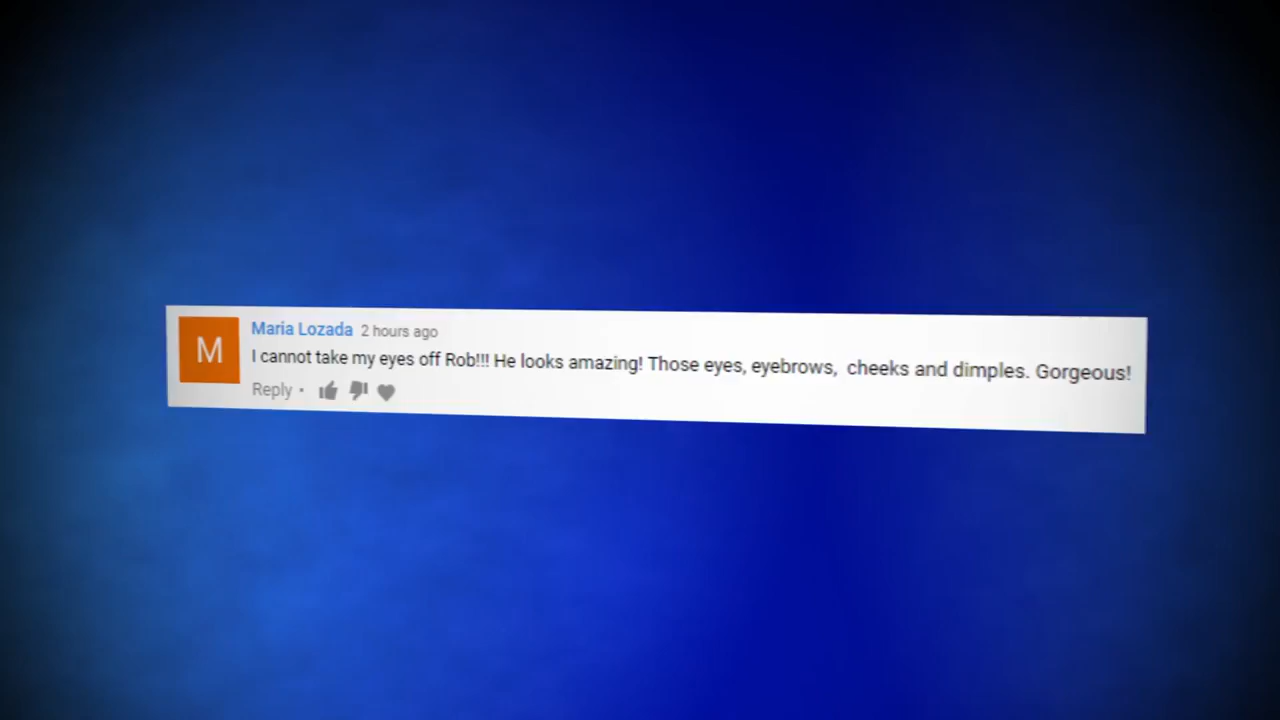 M
Maria Lozada 2 hours ago
I cannot take my eyes off Rob!!! He looks amazing! Those eyes, eyebrows,  cheeks and dimples. Gorgeous!
Reply •